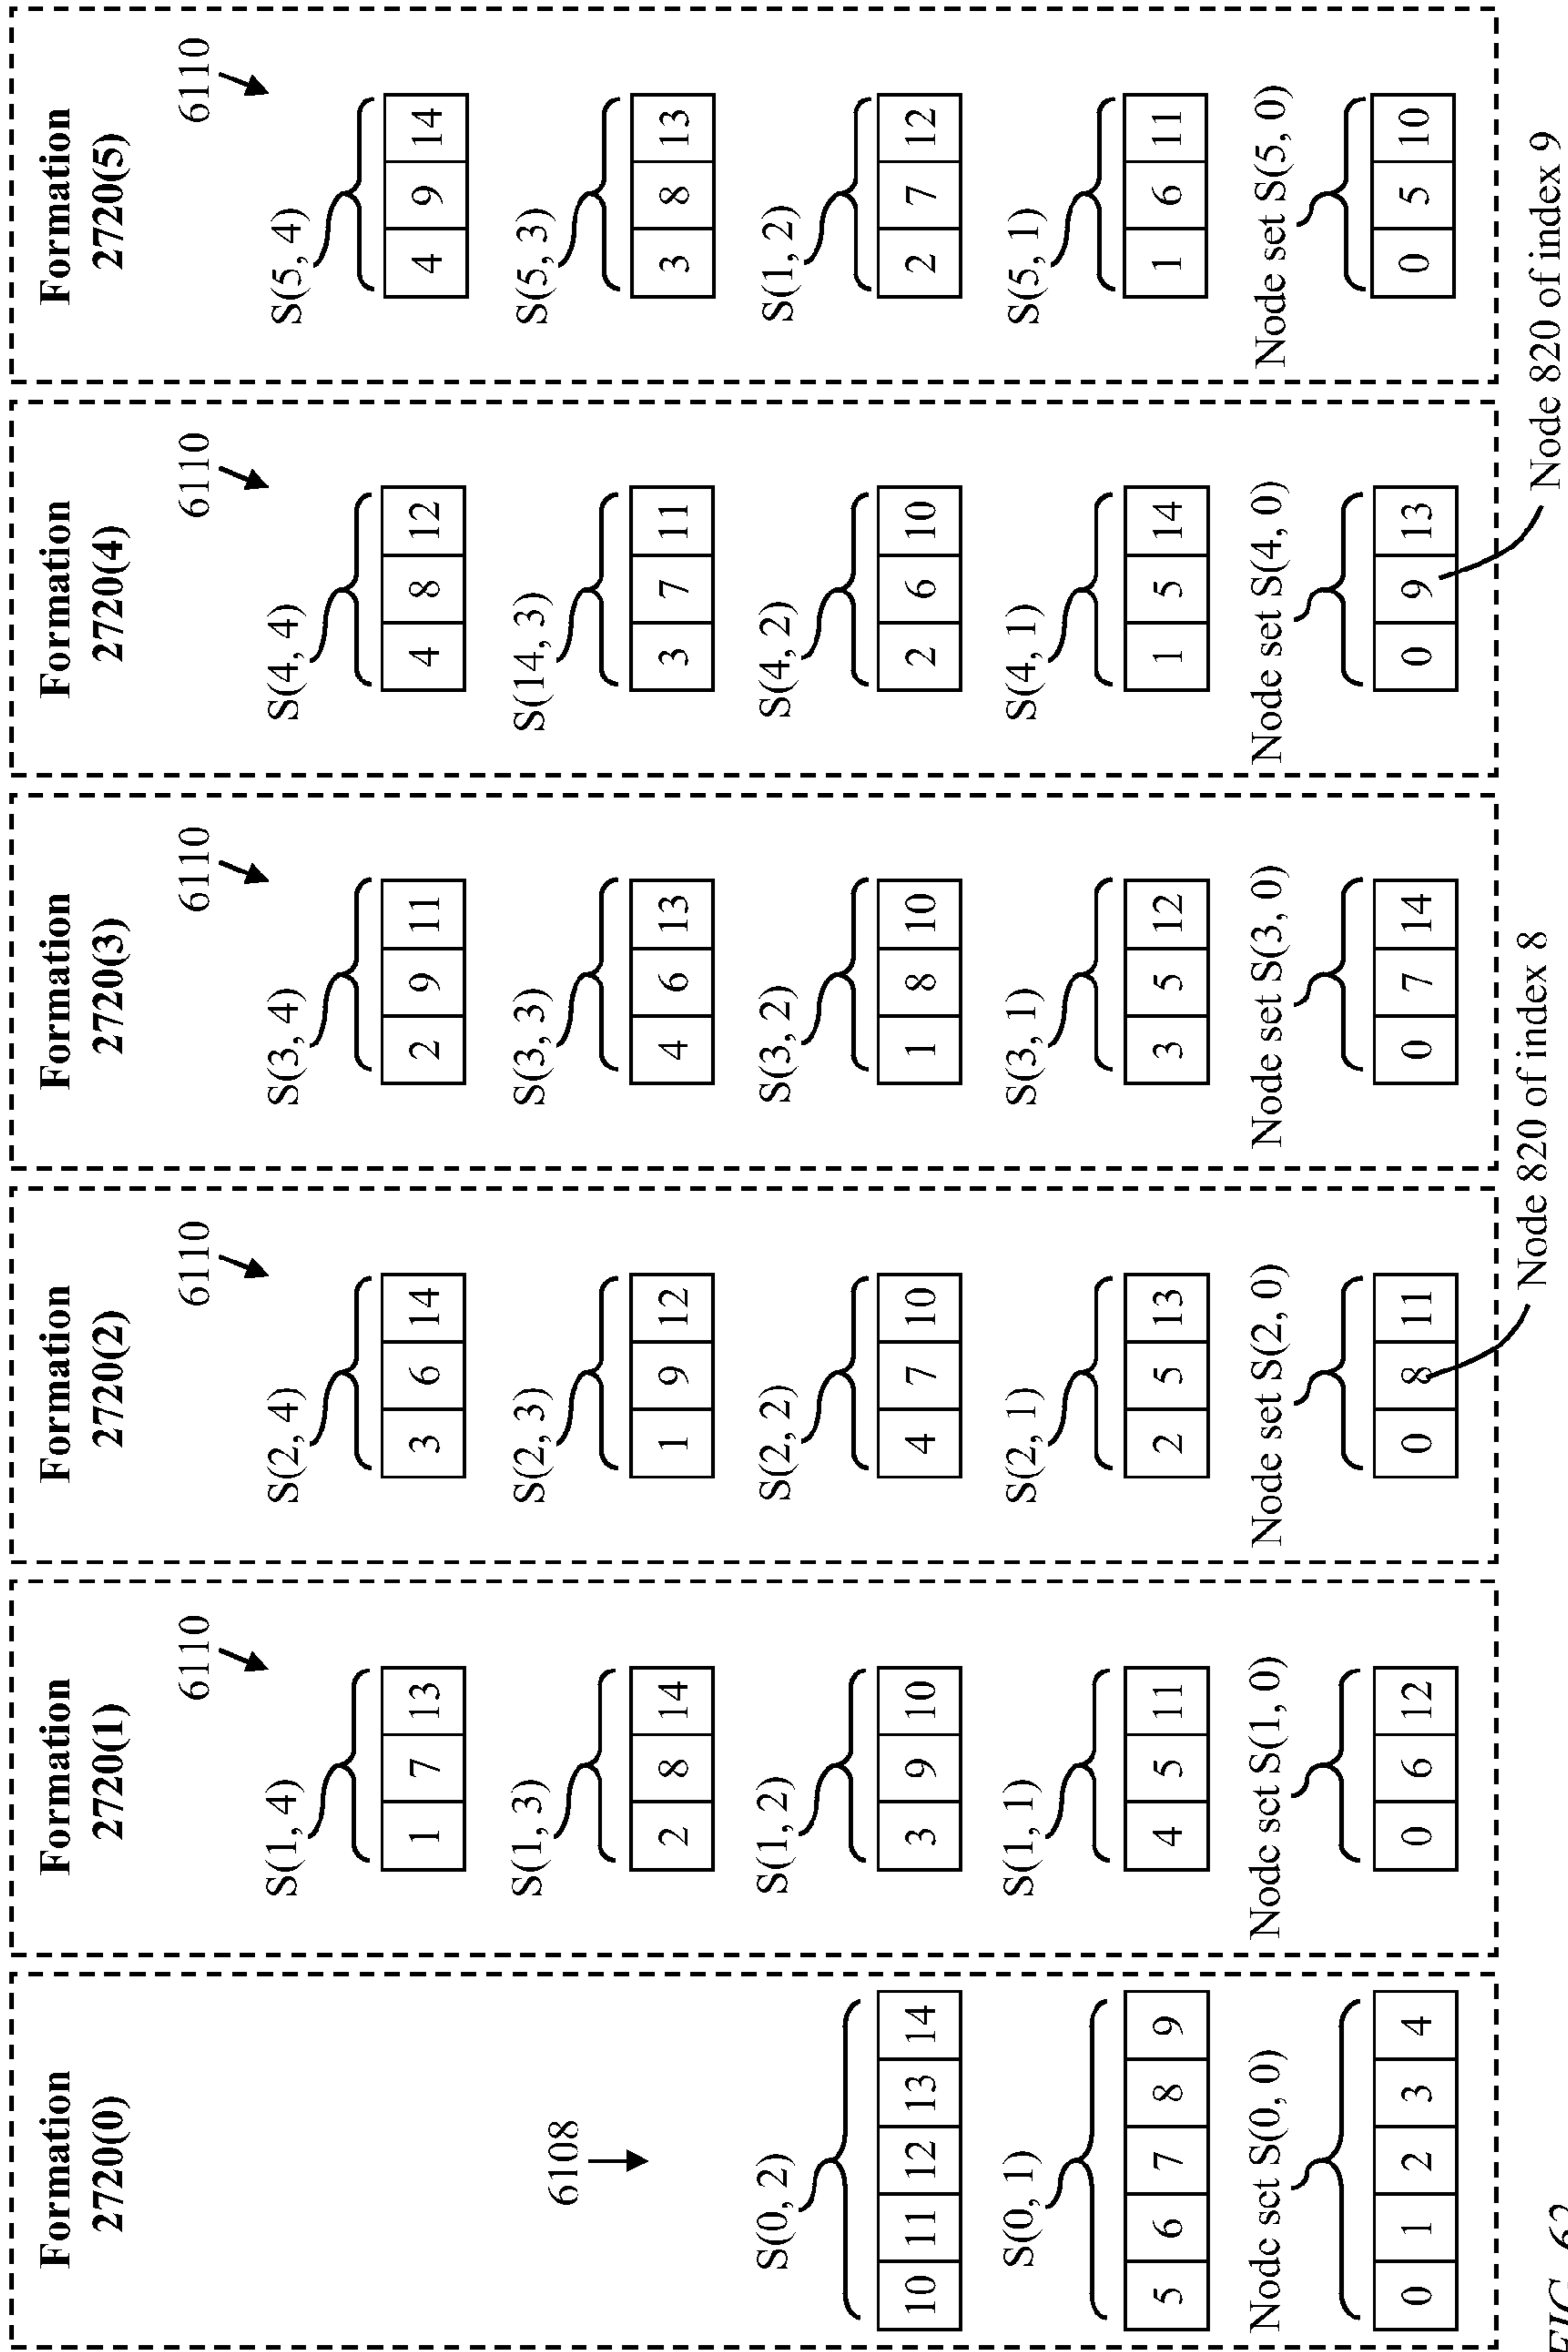 Formation
2720(0)
6108
S(0, 2)
10 11 12 13 14
S(0, 1)
5 6 7 8 9
Node set S(0, 0)
0 1 2 3 4
Formation
2720(1)
6110
S(1, 4)
1 7 13
S(1, 3)
2 8 14
S(1, 2)
3 9 10
S(1, 1)
4 5 11
Node set S(1, 0)
0 6 12
Formation
2720(2)
6110
S(2, 4)
3 6 14
S(2, 3)
1 9 12
S(2, 2)
4 7 10
S(2, 1)
2 5 13
Node set S(2, 0)
0 8 11
Formation
2720(3)
6110
S(3, 4)
2 9 11
S(3, 3)
4 6 13
S(3, 2)
1 8 10
S(3, 1)
3 5 12
Node set S(3, 0)
0 7 14
Formation
2720(4)
6110
S(4, 4)
4 8 12
S(14, 3)
3 7 11
S(4, 2)
2 6 10
S(4, 1)
1 5 14
Node set S(4, 0)
0 9 13
Formation
2720(5)
6110
S(5, 4)
4 9 14
S(5, 3)
3 8 13
S(1, 2)
2 7 12
S(5, 1)
1 6 11
Node set S(5, 0)
0 5 10
Node 820 of index 8
Node 820 of index 9
FIG. 62